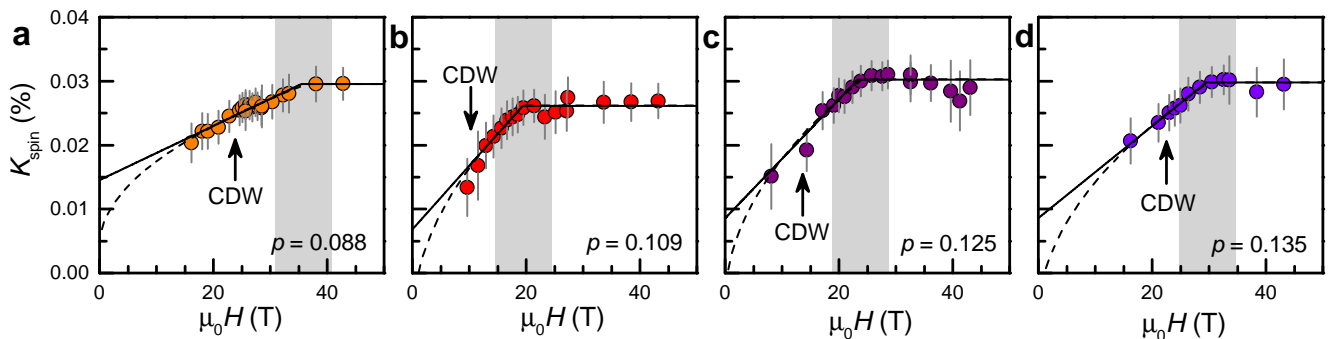 a
b
c
d
K_spin (%)
0.04
0.03
0.02
0.01
0.00
CDW
CDW
CDW
CDW
p = 0.088
p = 0.109
p = 0.125
p = 0.135
0 20 40
0 20 40
0 20 40
0 20 40
μ₀H (T)
μ₀H (T)
μ₀H (T)
μ₀H (T)